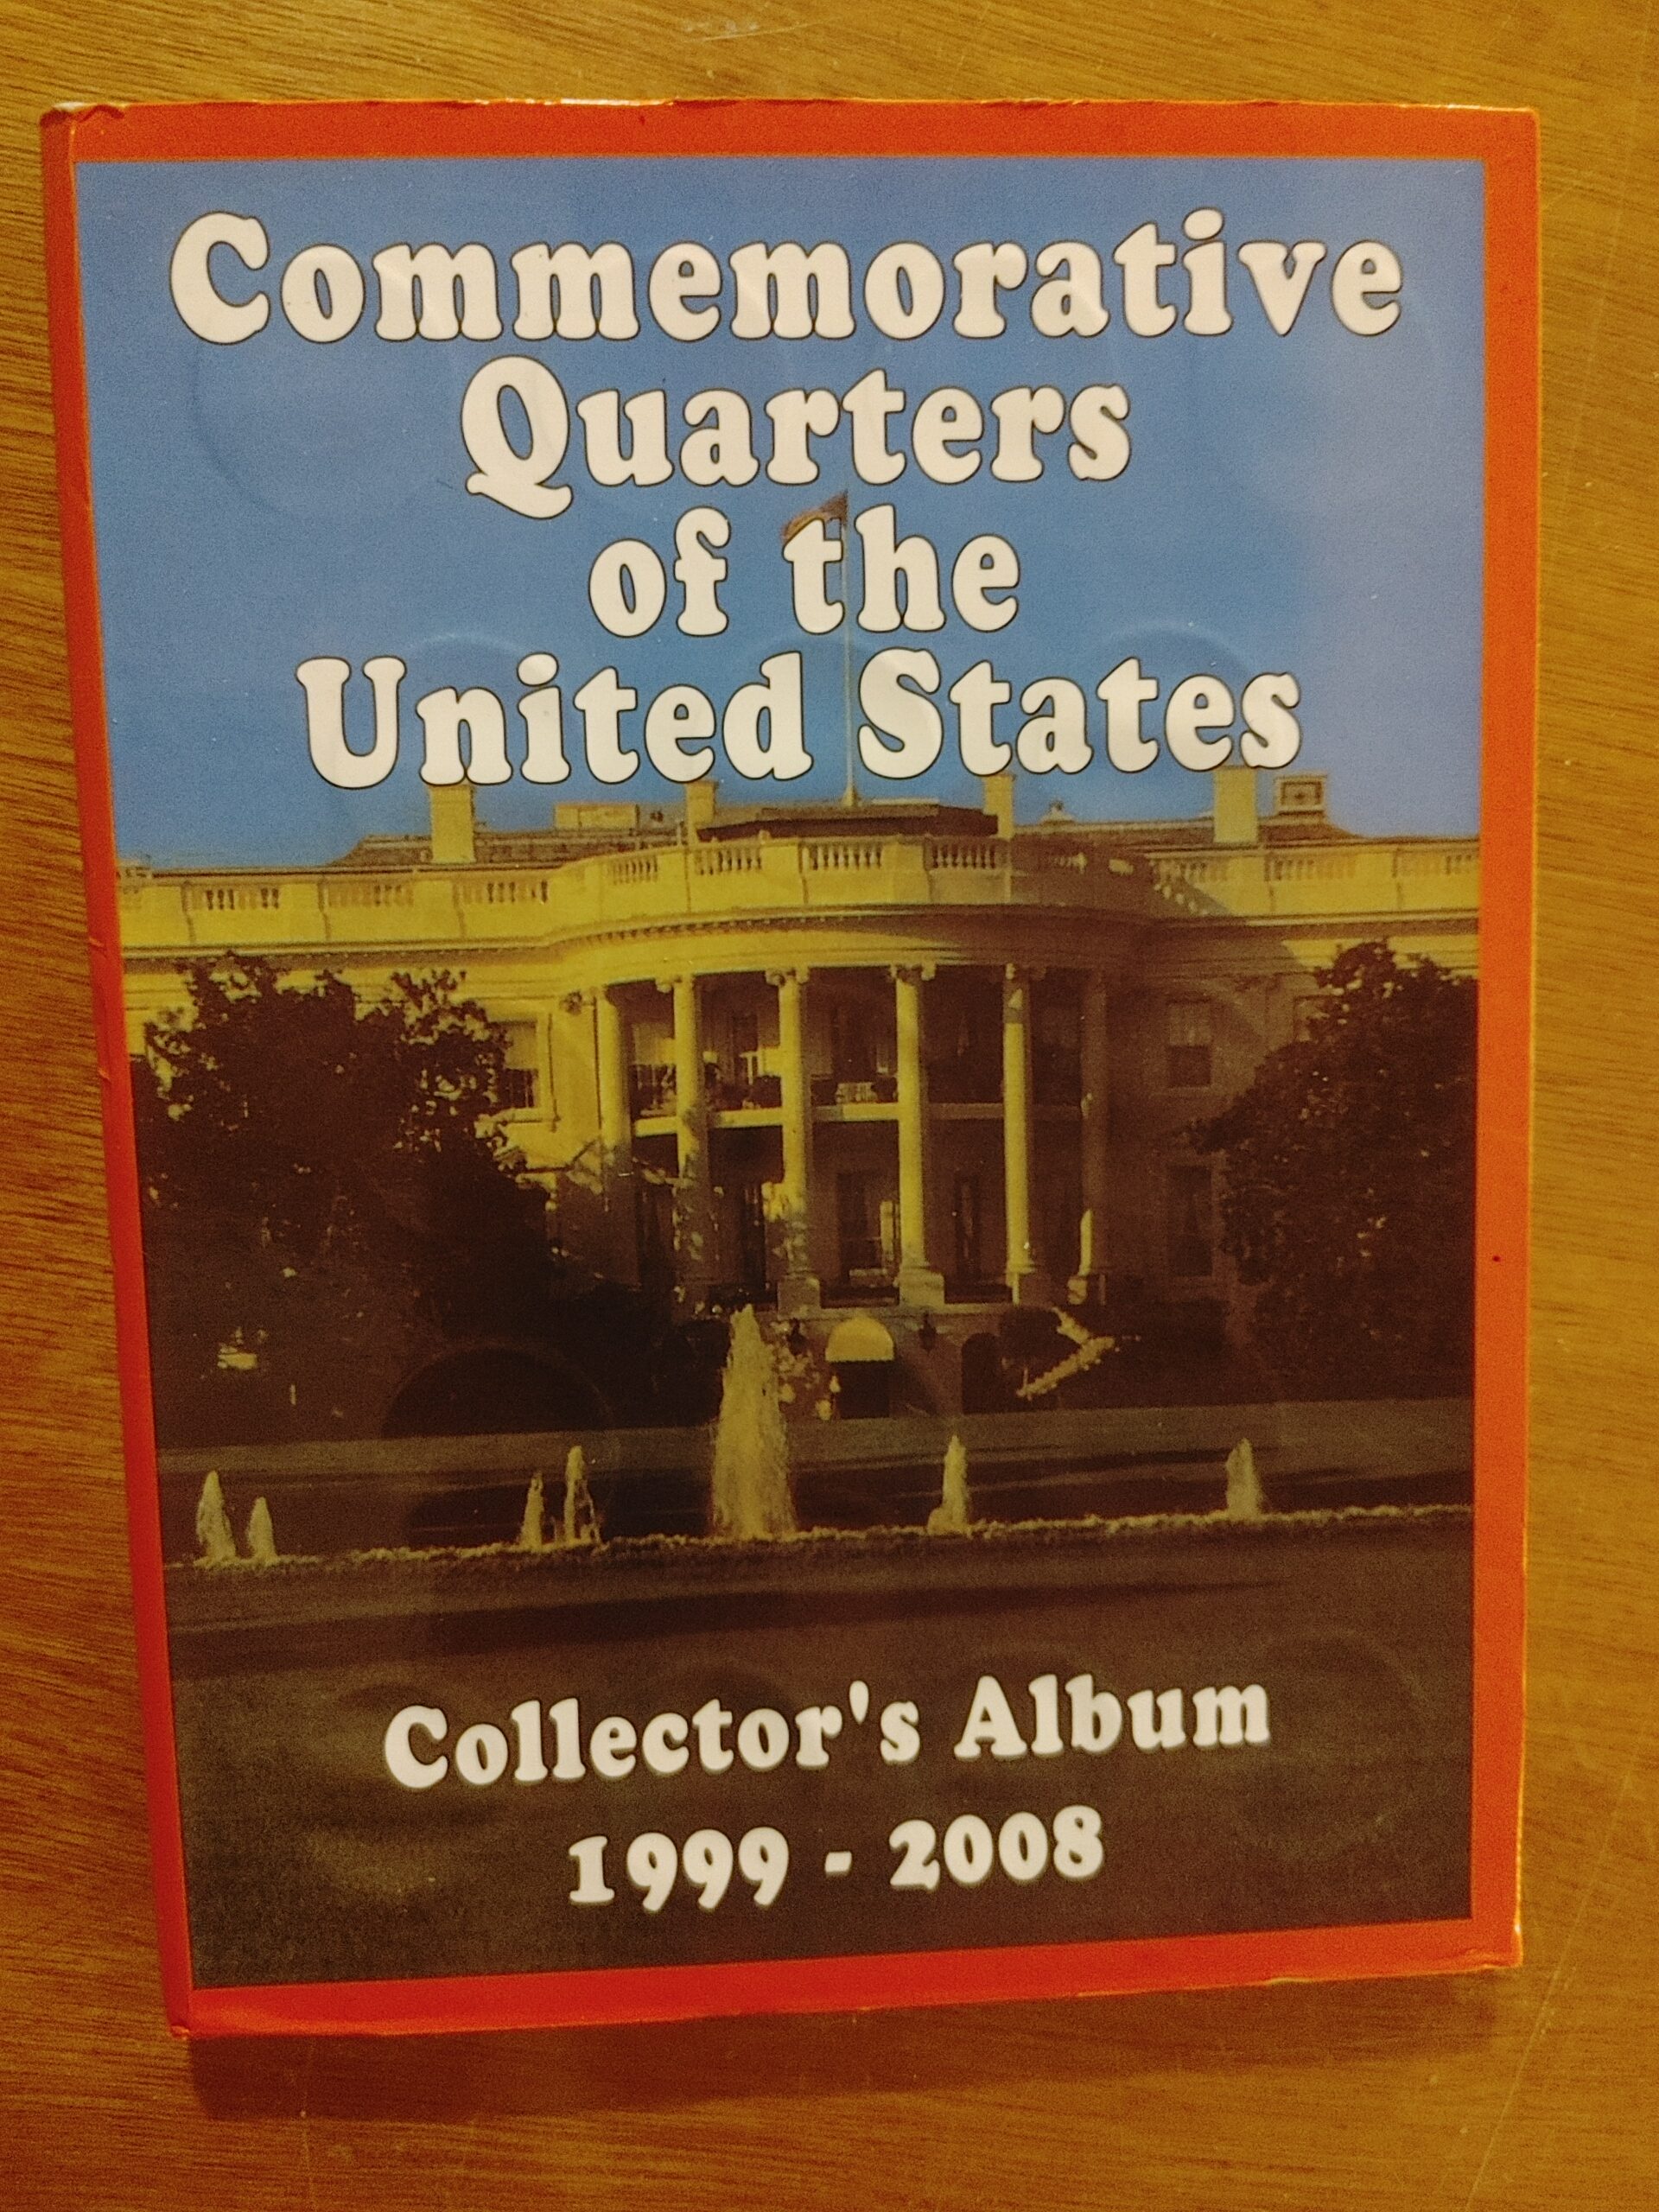 Commemorative
Quarters
of the
United States
Collector's Album
1999 - 2008